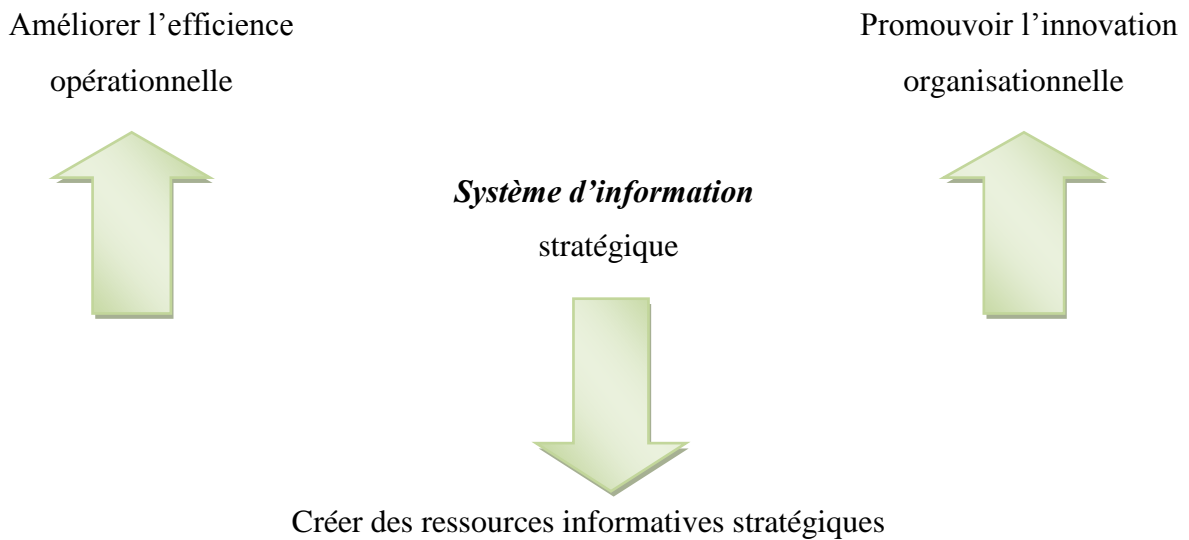 Améliorer l’efficience
opérationnelle
Promouvoir l’innovation
organisationnelle
Système d’information
stratégique
Créer des ressources informatives stratégiques